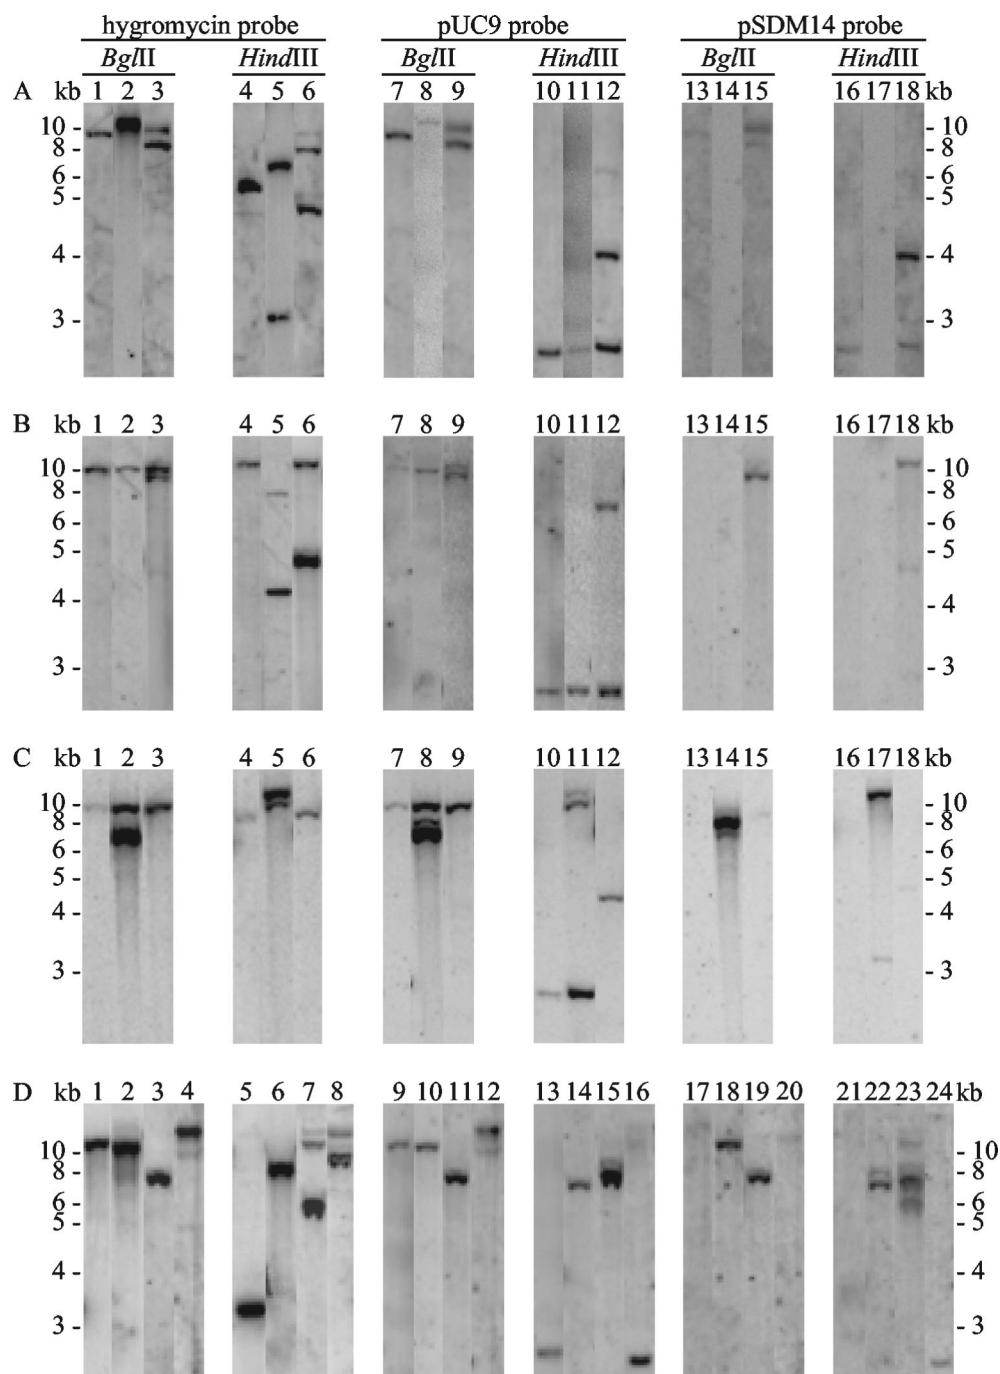 hygromycin probe pUC9 probe pSDM14 probe
BglII HindIII BglII HindIII BglII HindIII
A kb 1 2 3 4 5 6 7 8 9 10 11 12 13 14 15 16 17 18 kb
10 - - 10
8 - - 8
6 - - 6
5 - - 5
4 - - 4
3 - - 3
B kb 1 2 3 4 5 6 7 8 9 10 11 12 13 14 15 16 17 18 kb
10 - - 10
8 - - 8
6 - - 6
5 - - 5
4 - - 4
3 - - 3
C kb 1 2 3 4 5 6 7 8 9 10 11 12 13 14 15 16 17 18 kb
10 - - 10
8 - - 8
6 - - 6
5 - - 5
4 - - 4
3 - - 3
D kb 1 2 3 4 5 6 7 8 9 10 11 12 13 14 15 16 17 18 19 20 21 22 23 24 kb
10 - - 10
8 - - 8
6 - - 6
5 - - 5
4 - - 4
3 - - 3